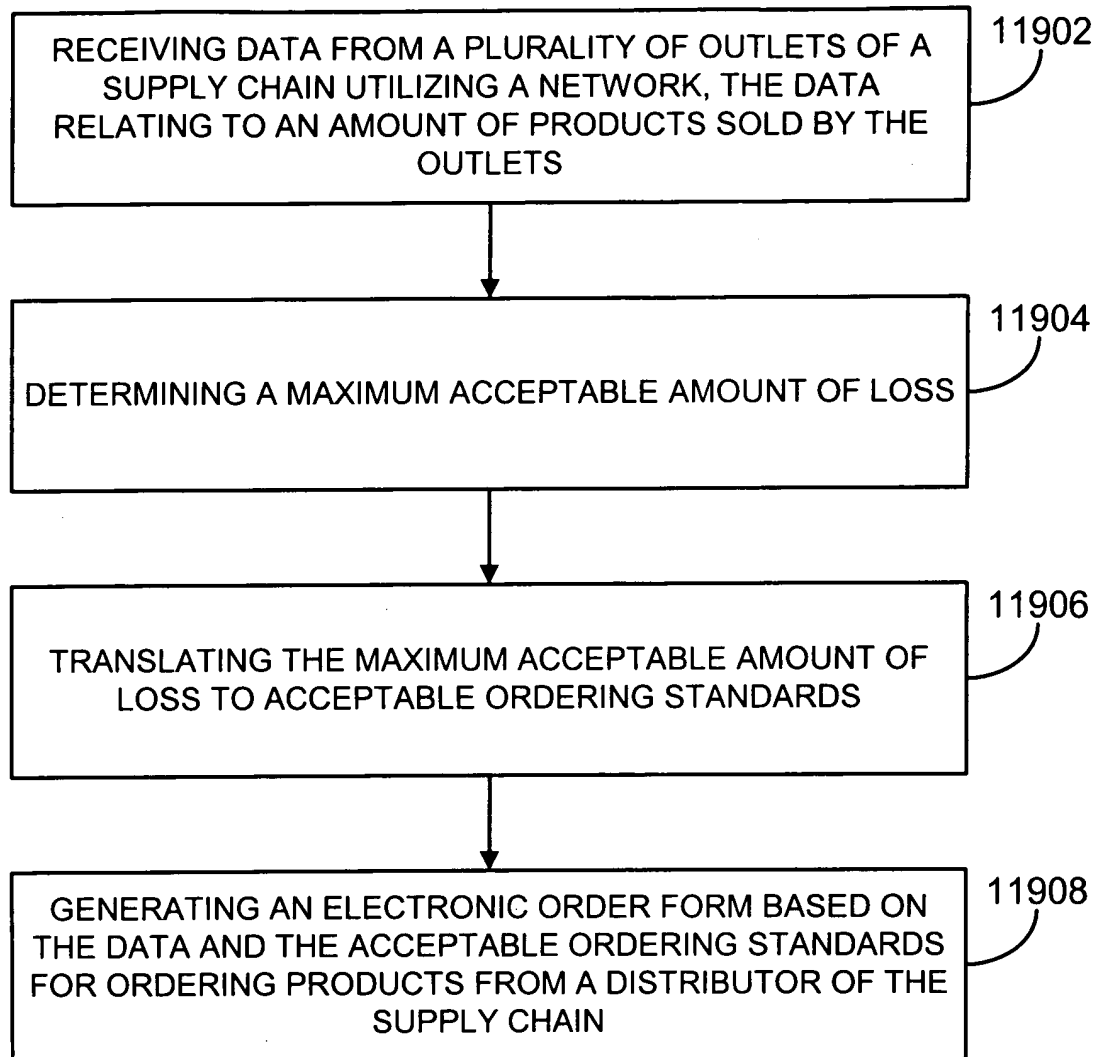 RECEIVING DATA FROM A PLURALITY OF OUTLETS OF A
SUPPLY CHAIN UTILIZING A NETWORK, THE DATA
RELATING TO AN AMOUNT OF PRODUCTS SOLD BY THE
OUTLETS
11902
DETERMINING A MAXIMUM ACCEPTABLE AMOUNT OF LOSS
11904
TRANSLATING THE MAXIMUM ACCEPTABLE AMOUNT OF
LOSS TO ACCEPTABLE ORDERING STANDARDS
11906
GENERATING AN ELECTRONIC ORDER FORM BASED ON
THE DATA AND THE ACCEPTABLE ORDERING STANDARDS
FOR ORDERING PRODUCTS FROM A DISTRIBUTOR OF THE
SUPPLY CHAIN
11908